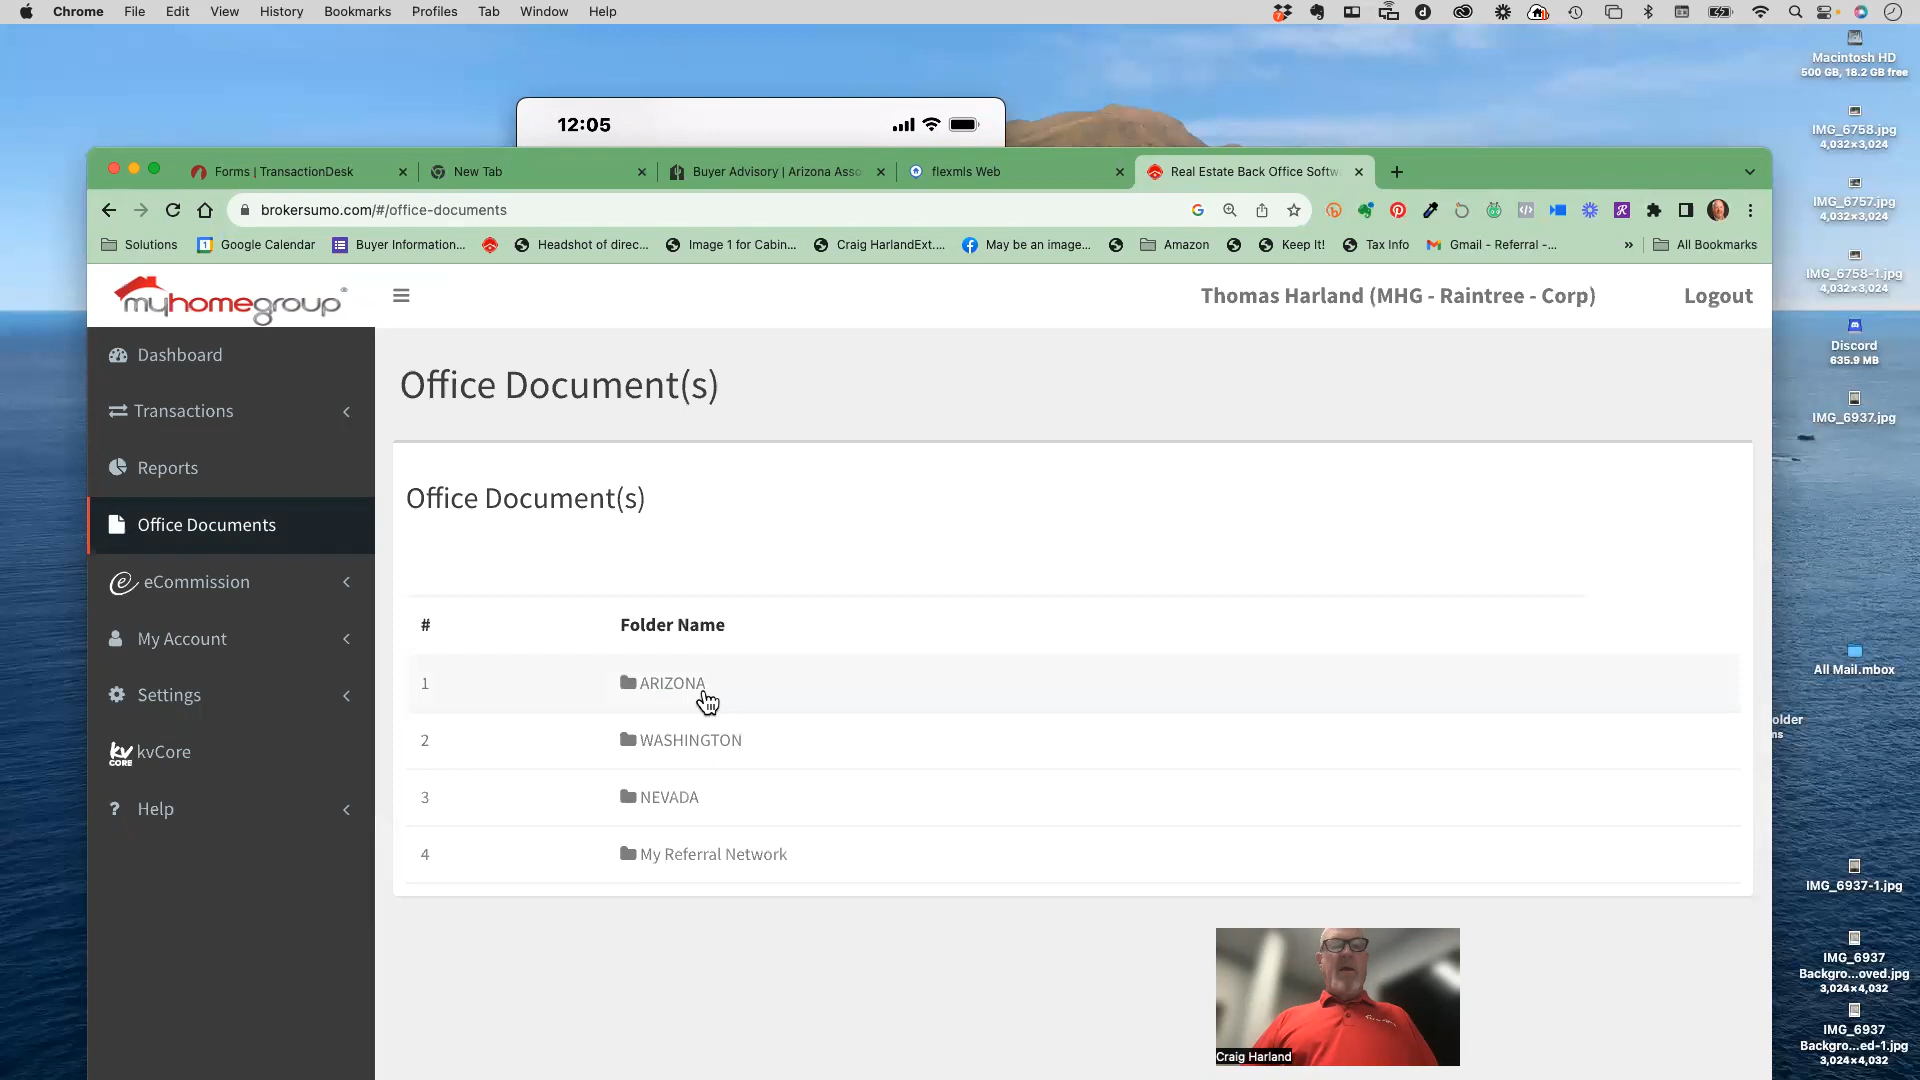 Chrome File Edit View History Bookmarks Profiles Tab Window Help
Macintosh HD
500 GB, 18.2 GB free
12:05
IMG_6758.jpg
4,032×3,024
Forms | TransactionDesk
New Tab
Buyer Advisory | Arizona Asso
flexmls Web
Real Estate Back Office Softw
IMG_6757.jpg
4,032×3,024
brokersumo.com/#/office-documents
Solutions
Google Calendar
Buyer Information...
Headshot of direc...
Image 1 for Cabin...
Craig HarlandExt....
May be an image...
Amazon
Keep It!
Tax Info
Gmail - Referral -...
»
All Bookmarks
IMG_6758-1.jpg
4,032×3,024
myhomegroup
Thomas Harland (MHG - Raintree - Corp)
Logout
Discord
635.9 MB
Dashboard
Transactions
Reports
Office Documents
eCommission
My Account
Settings
kv CORE kvCore
? Help
Office Document(s)
Office Document(s)
# Folder Name
1 ARIZONA
2 WASHINGTON
3 NEVADA
4 My Referral Network
IMG_6937.jpg
All Mail.mbox
older
ms
IMG_6937-1.jpg
IMG_6937
Backgro...oved.jpg
3,024×4,032
IMG_6937
Backgro...ed-1.jpg
3,024×4,032
Craig Harland